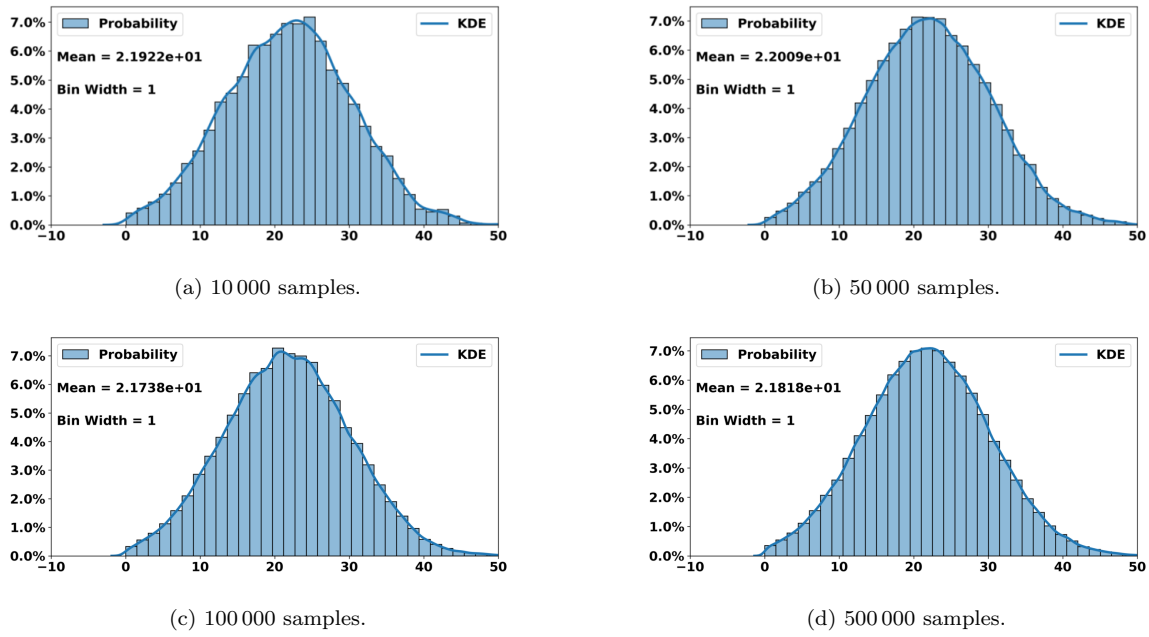 7.0%
6.0%
5.0%
4.0%
3.0%
2.0%
1.0%
0.0%
Probability
KDE
Mean = 2.1922e+01
Bin Width = 1
−10 0 10 20 30 40 50
(a) 10 000 samples.
7.0%
6.0%
5.0%
4.0%
3.0%
2.0%
1.0%
0.0%
Probability
KDE
Mean = 2.2009e+01
Bin Width = 1
−10 0 10 20 30 40 50
(b) 50 000 samples.
7.0%
6.0%
5.0%
4.0%
3.0%
2.0%
1.0%
0.0%
Probability
KDE
Mean = 2.1738e+01
Bin Width = 1
−10 0 10 20 30 40 50
(c) 100 000 samples.
7.0%
6.0%
5.0%
4.0%
3.0%
2.0%
1.0%
0.0%
Probability
KDE
Mean = 2.1818e+01
Bin Width = 1
−10 0 10 20 30 40 50
(d) 500 000 samples.